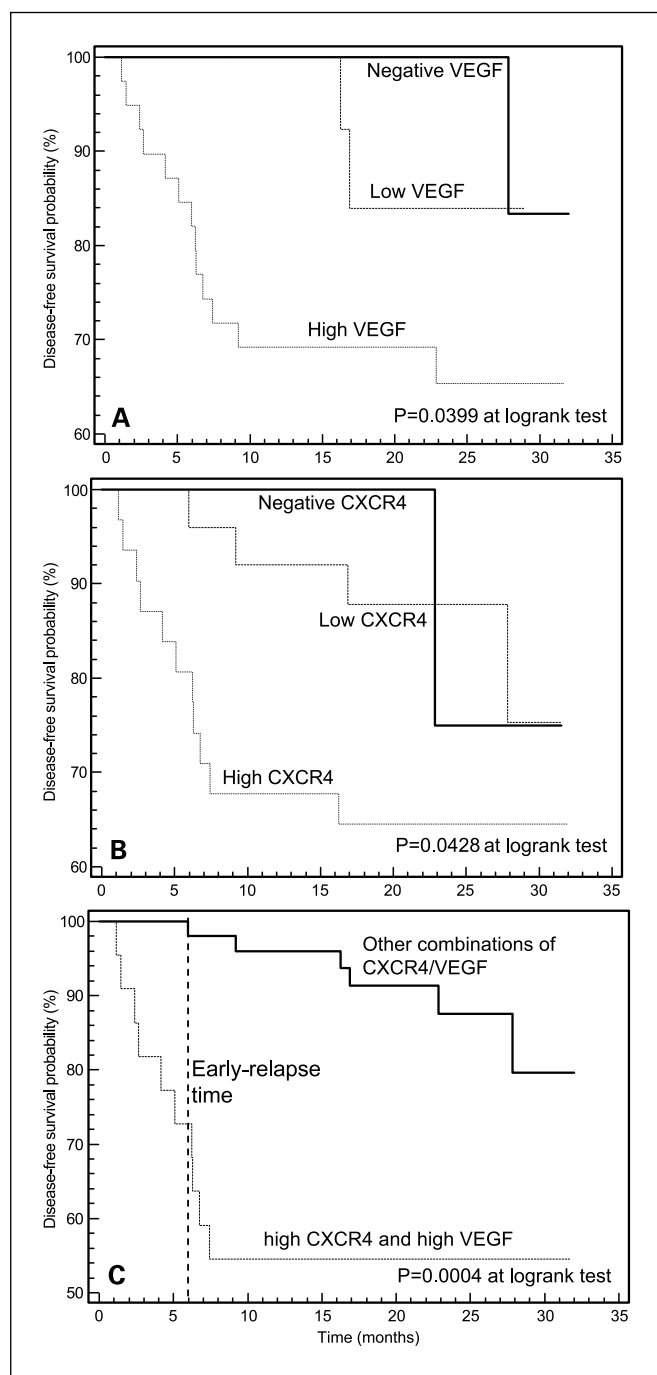 100
90
80
70
60
Disease-free survival probability (%)
Negative VEGF
Low VEGF
High VEGF
A
P=0.0399 at logrank test
0 5 10 15 20 25 30 35
100
90
80
70
60
Disease-free survival probability (%)
Negative CXCR4
Low CXCR4
High CXCR4
B
P=0.0428 at logrank test
0 5 10 15 20 25 30 35
100
90
80
70
60
50
Disease-free survival probability (%)
Other combinations of
CXCR4/VEGF
Early-relapse
time
high CXCR4 and high VEGF
C
P=0.0004 at logrank test
0 5 10 15 20 25 30 35
Time (months)